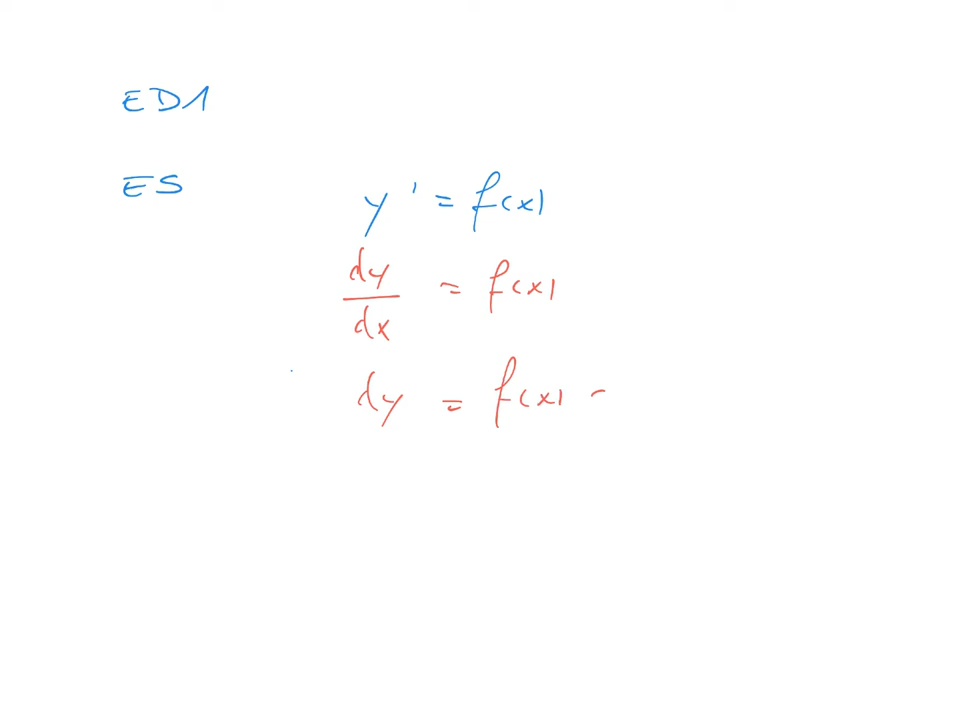 ED1
ES
y' = f(x)
dy/dx = f(x)
dy = f(x)